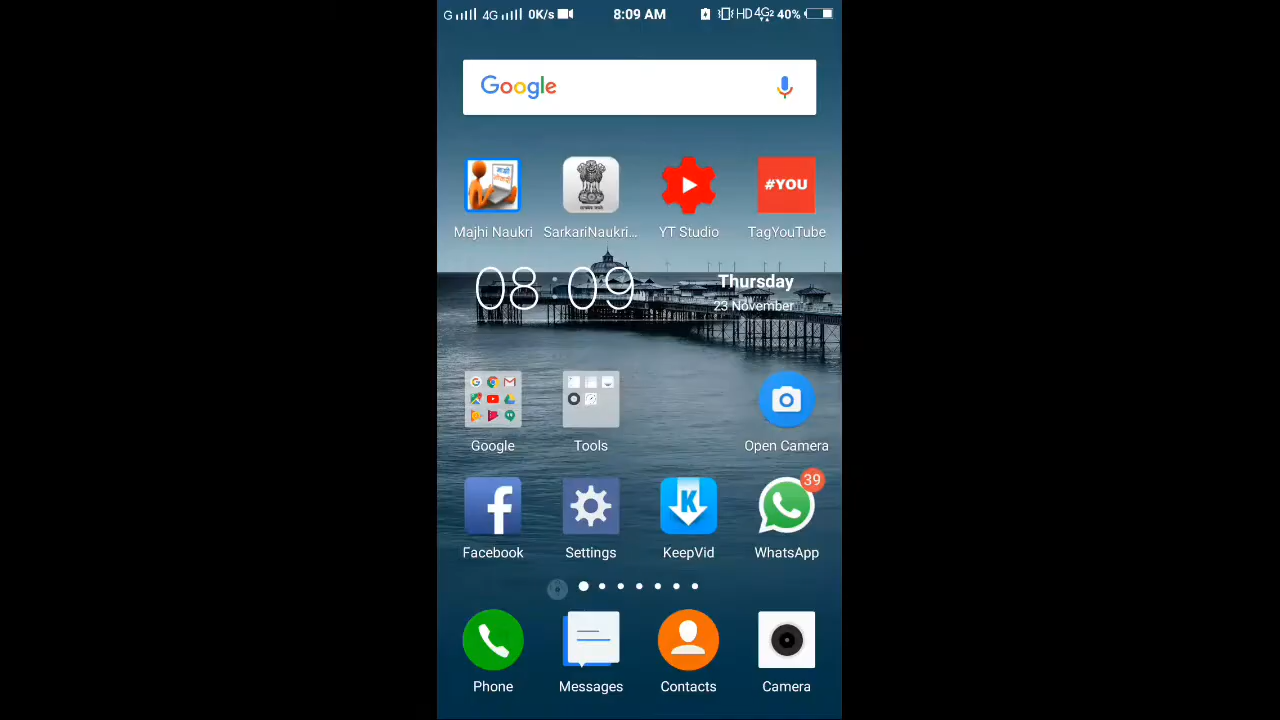 G 4G 0K/s 8:09 AM HD 4G 2 40%
Google
#YOU
Majhi Naukri SarkariNaukri... YT Studio TagYouTube
08:09 Thursday
23 November
Google Tools Open Camera
39
Facebook Settings KeepVid WhatsApp
Phone Messages Contacts Camera